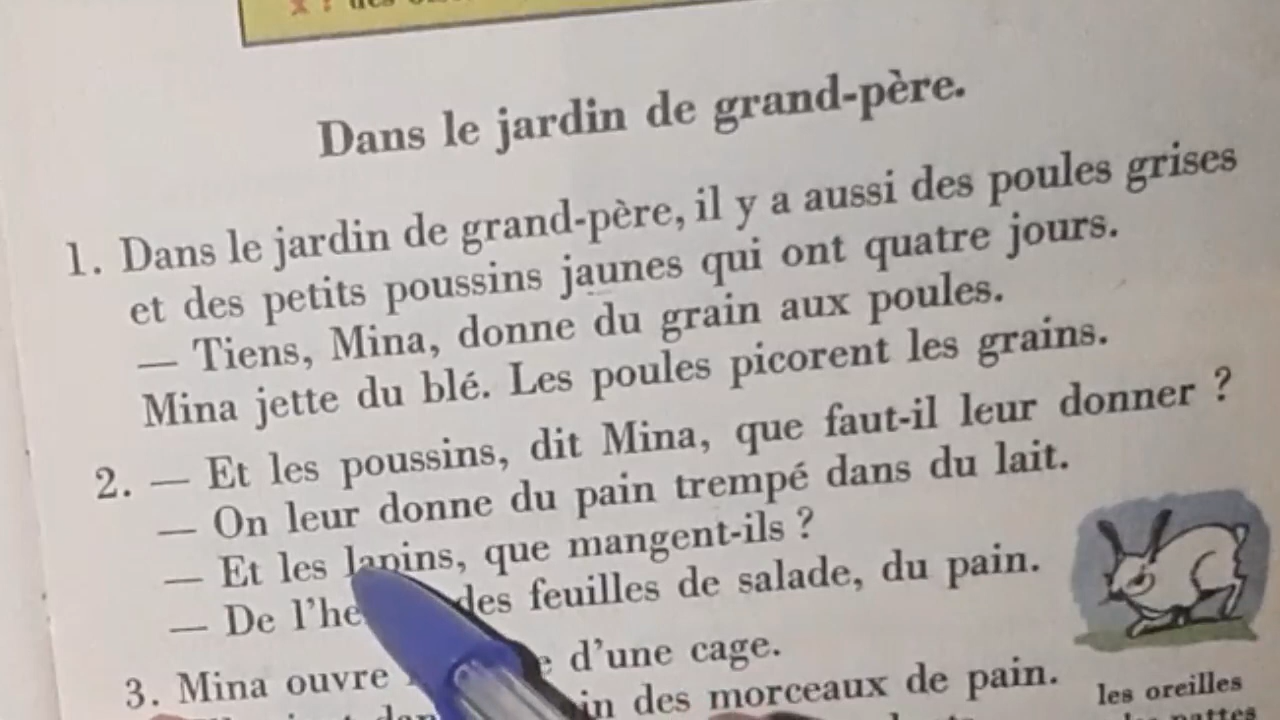 x :
Dans le jardin de grand-père.
1. Dans le jardin de grand-père, il y a aussi des poules grises
et des petits poussins jaunes qui ont quatre jours.
— Tiens, Mina, donne du grain aux poules.
Mina jette du blé. Les poules picorent les grains.
2. — Et les poussins, dit Mina, que faut-il leur donner ?
— On leur donne du pain trempé dans du lait.
— Et les lapins, que mangent-ils ?
— De des feuilles de salade, du pain.
3. Mina ouvre d'une cage.
des morceaux de pain.
les oreilles
pattes